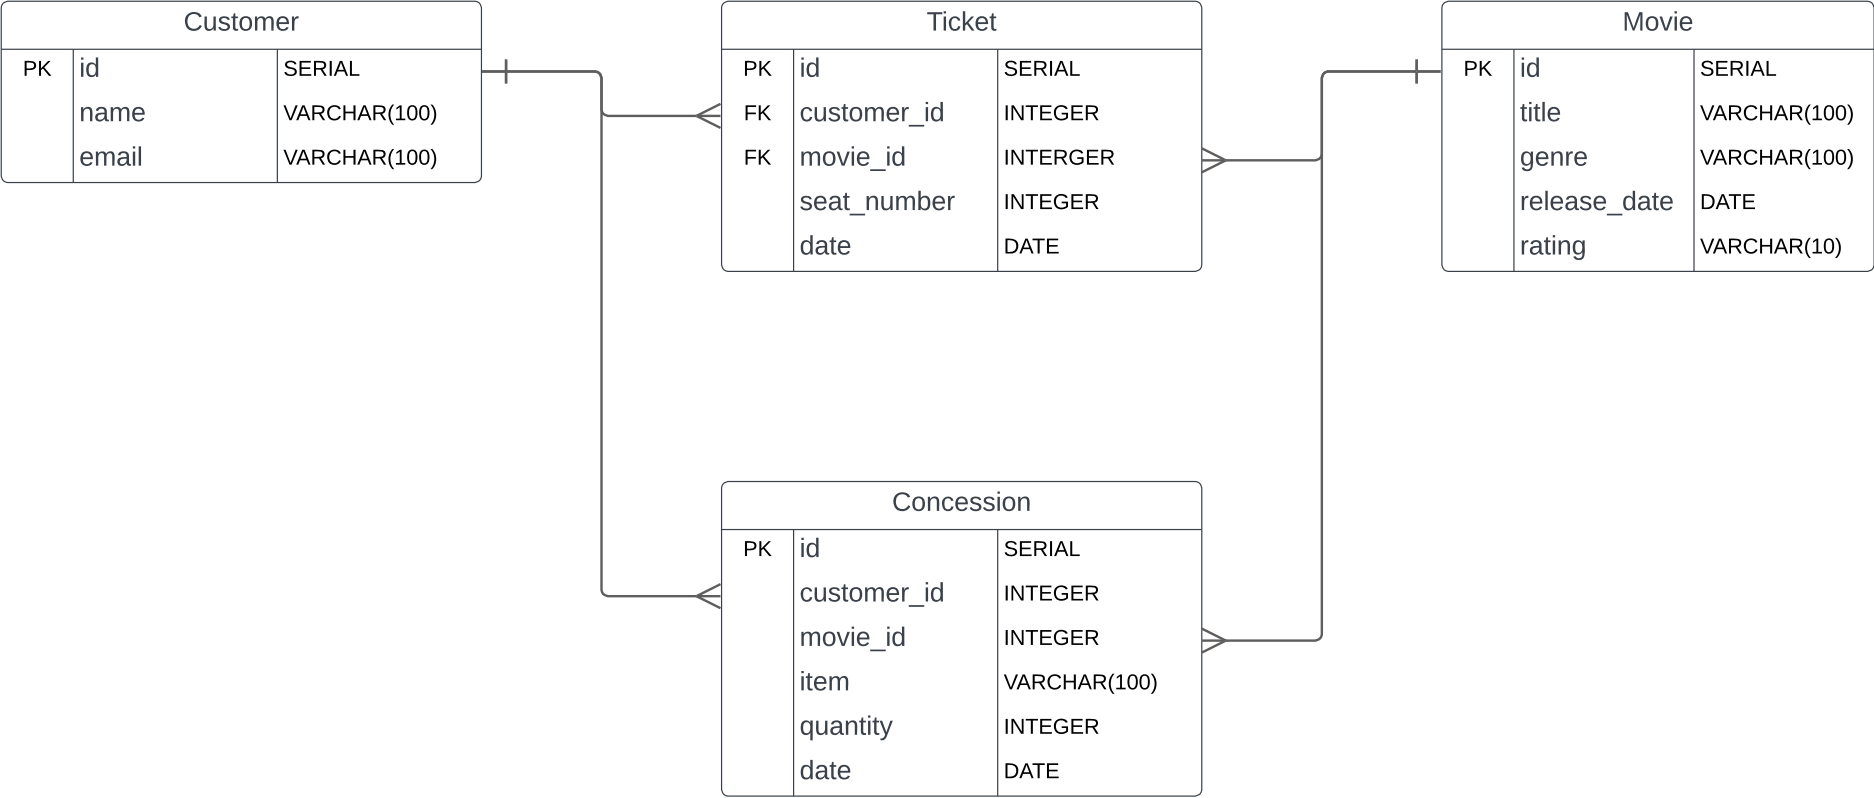 Customer
PK id SERIAL
name VARCHAR(100)
email VARCHAR(100)
Ticket
PK id SERIAL
FK customer_id INTEGER
FK movie_id INTERGER
seat_number INTEGER
date DATE
Movie
PK id SERIAL
title VARCHAR(100)
genre VARCHAR(100)
release_date DATE
rating VARCHAR(10)
Concession
PK id SERIAL
customer_id INTEGER
movie_id INTEGER
item VARCHAR(100)
quantity INTEGER
date DATE